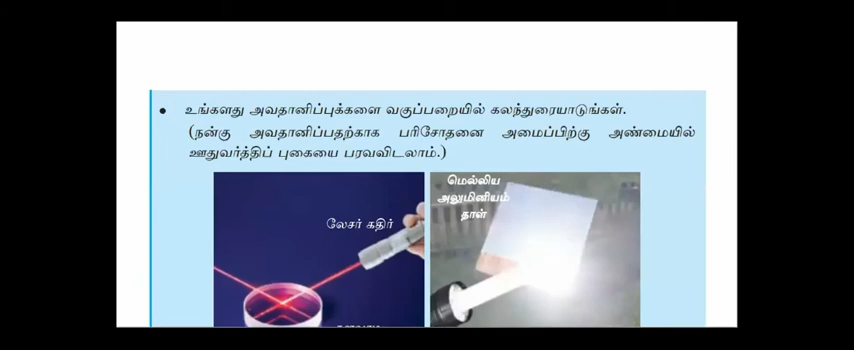 உங்களது அவதானிப்புக்களை வகுப்பறையில் கலந்துரையாடுங்கள்.
(நன்கு அவதானிப்பதற்காக பரிசோதனை அமைப்பிற்கு அண்மையில்
ஊதுவர்த்திப் புகையை பரவவிடலாம்.)
மெல்லிய
அலுமினியம்
தாள்
லேசர் கதிர்